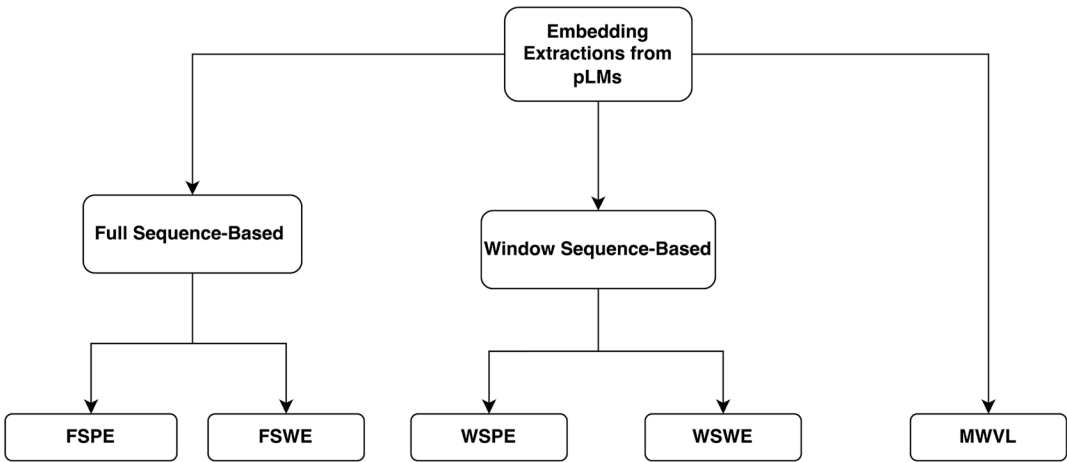 Embedding
Extractions from
pLMs
Full Sequence-Based
Window Sequence-Based
FSPE
FSWE
WSPE
WSWE
MWVL